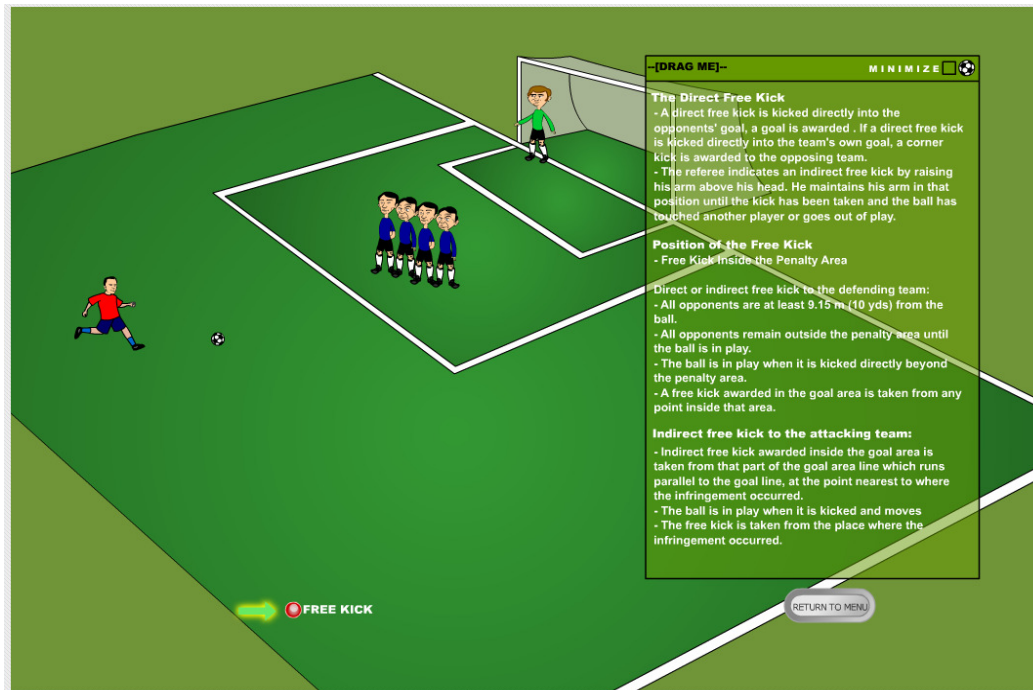 --[DRAG ME]--
MINIMIZE
The Direct Free Kick
- A direct free kick is kicked directly into the
opponents' goal, a goal is awarded . If a direct free kick
is kicked directly into the team's own goal, a corner
kick is awarded to the opposing team.
- The referee indicates an indirect free kick by raising
his arm above his head. He maintains his arm in that
position until the kick has been taken and the ball has
touched another player or goes out of play.
Position of the Free Kick
- Free Kick Inside the Penalty Area
Direct or indirect free kick to the defending team:
- All opponents are at least 9.15 m (10 yds) from the
ball.
- All opponents remain outside the penalty area until
the ball is in play.
- The ball is in play when it is kicked directly beyond
the penalty area.
- A free kick awarded in the goal area is taken from any
point inside that area.
Indirect free kick to the attacking team:
- Indirect free kick awarded inside the goal area is
taken from that part of the goal area line which runs
parallel to the goal line, at the point nearest to where
the infringement occurred.
- The ball is in play when it is kicked and moves
- The free kick is taken from the place where the
infringement occurred.
FREE KICK
RETURN TO MENU